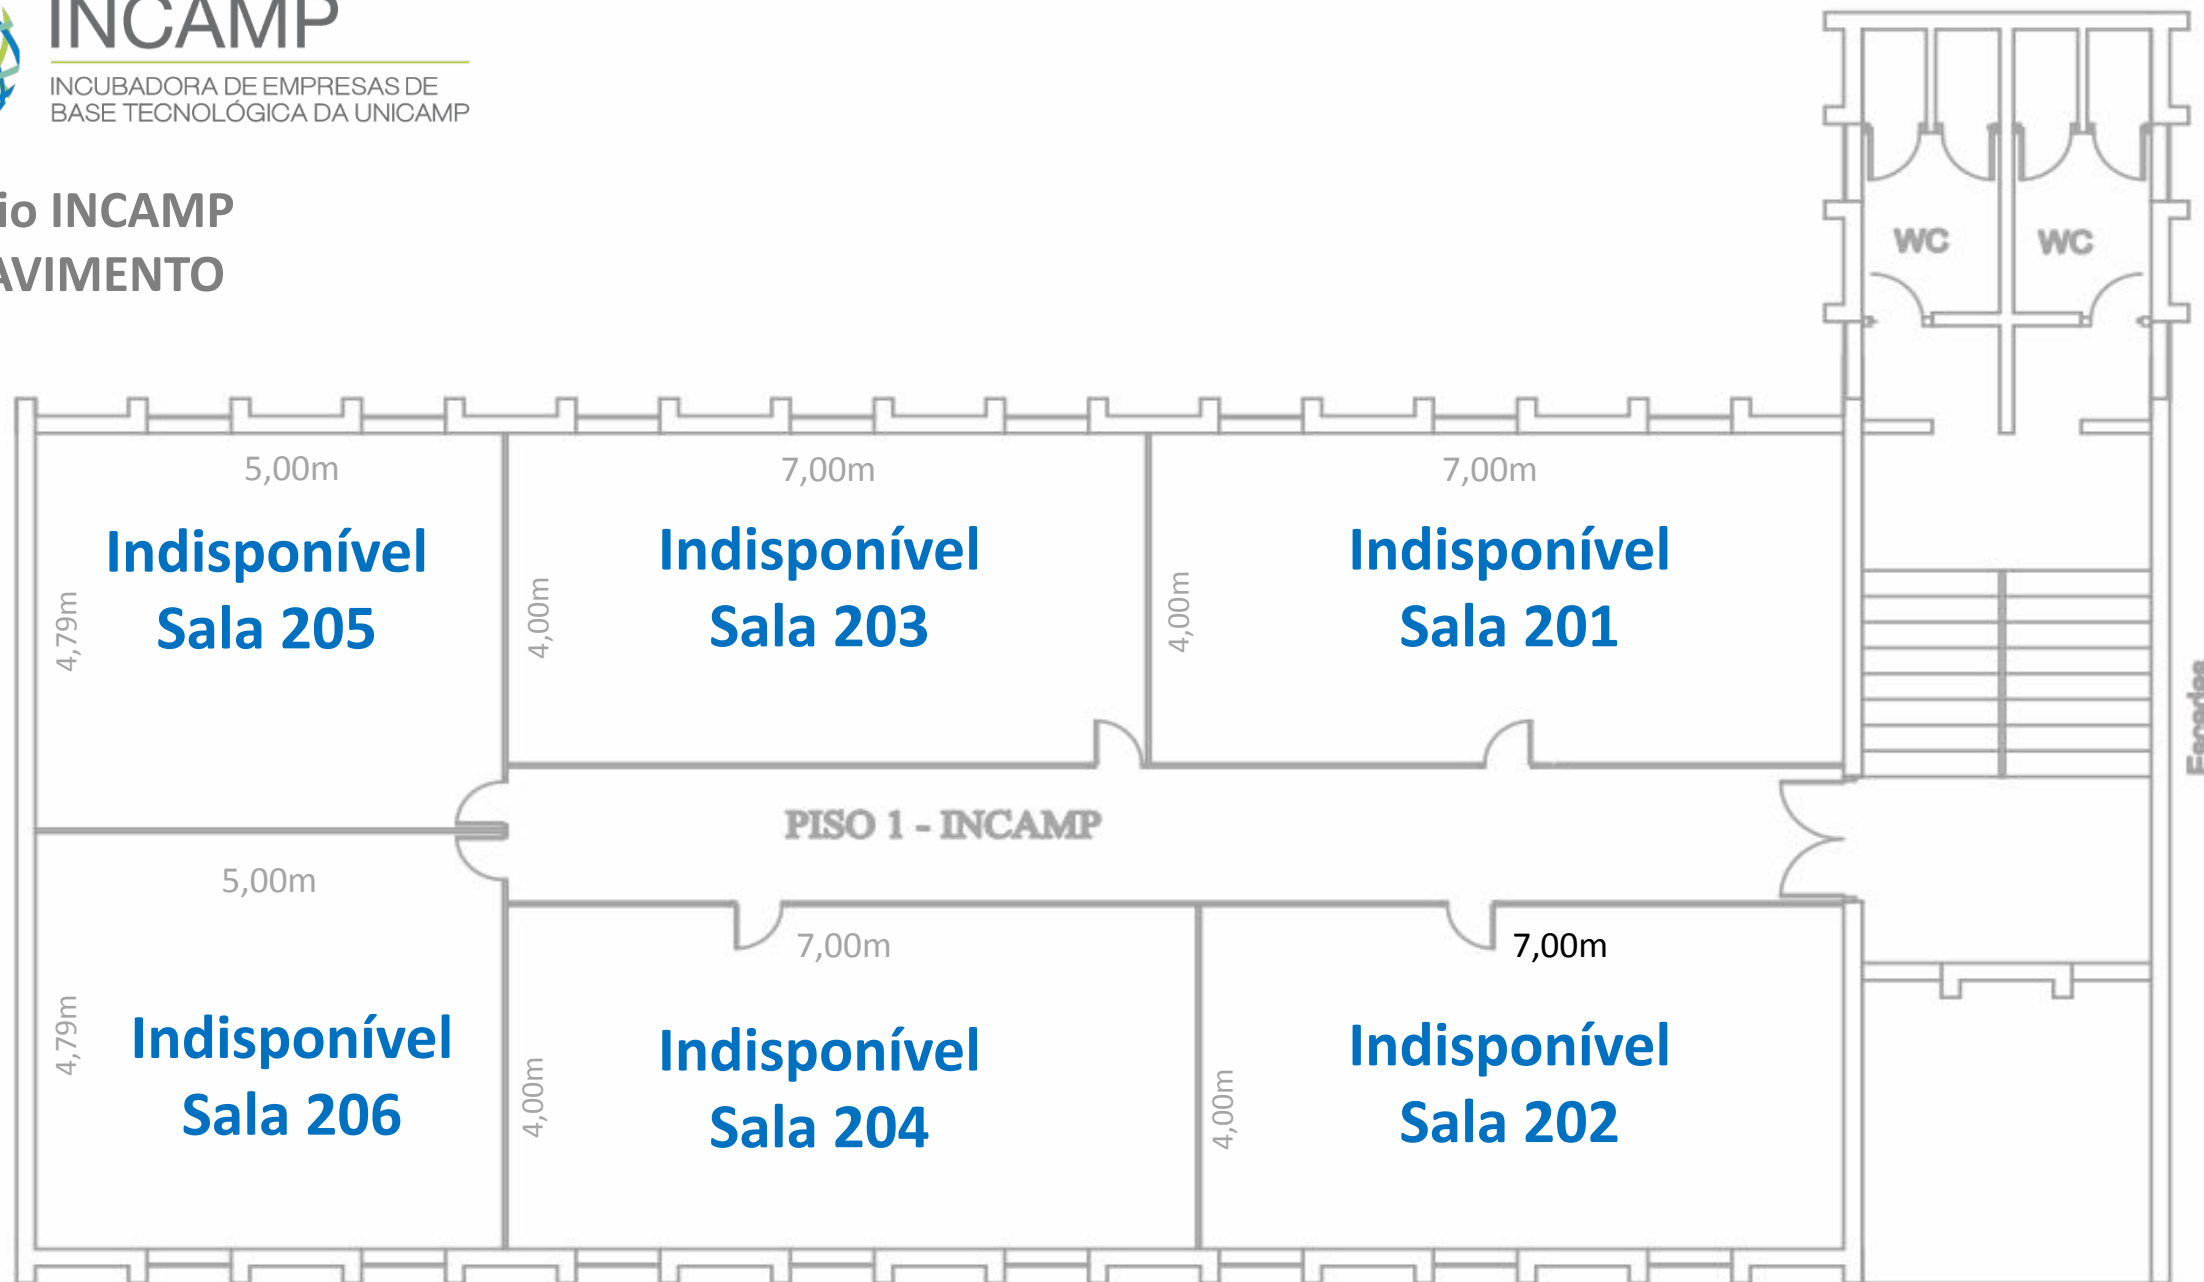 INCAMP
INCUBADORA DE EMPRESAS DE
BASE TECNOLÓGICA DA UNICAMP
io INCAMP
AVIMENTO
WC WC
5,00m 7,00m 7,00m
Indisponível
Sala 205
4,79m
Indisponível
Sala 203
4,00m
Indisponível
Sala 201
4,00m
PISO 1 - INCAMP
5,00m
7,00m
7,00m
Indisponível
Sala 206
4,79m
Indisponível
Sala 204
4,00m
Indisponível
Sala 202
4,00m